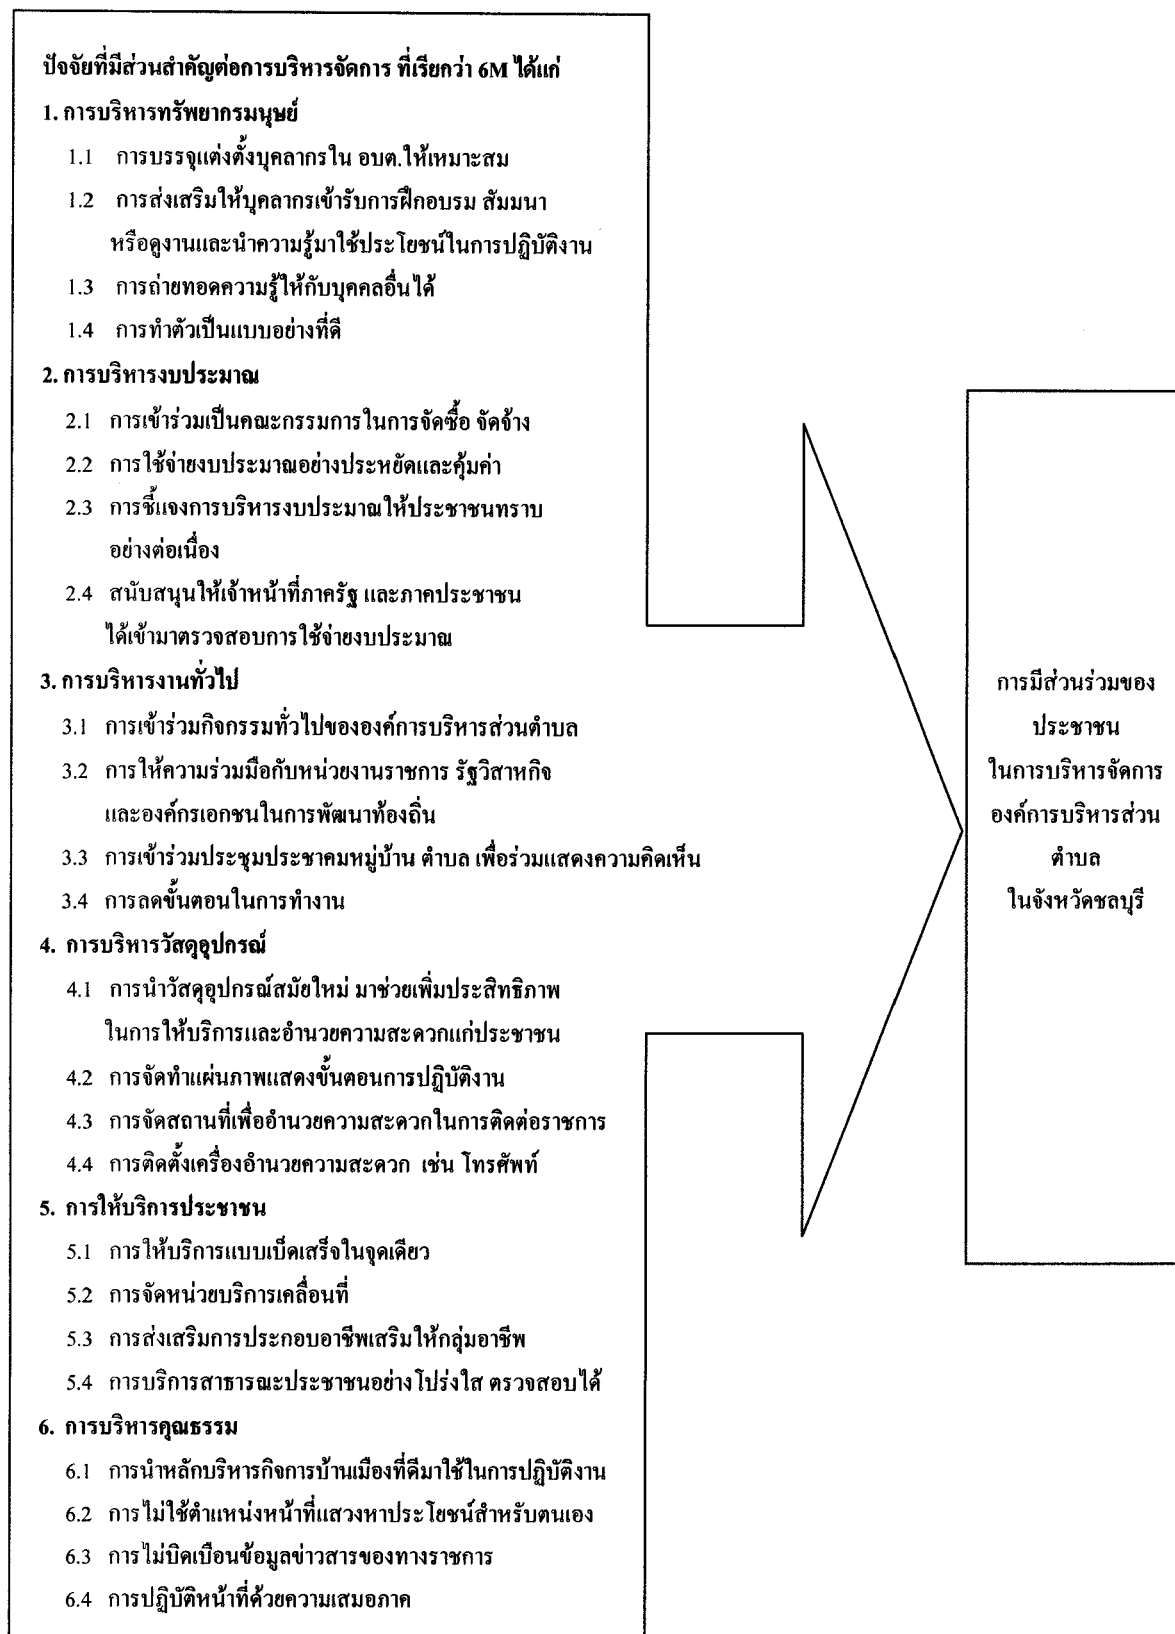 ปัจจัยที่มีส่วนสำคัญต่อการบริหารจัดการ ที่เรียกว่า 6M ได้แก่
1. การบริหารทรัพยากรมนุษย์
1.1 การบรรจุแต่งตั้งบุคลากรใน อบต.ให้เหมาะสม
1.2 การส่งเสริมให้บุคลากรเข้ารับการฝึกอบรม สัมมนา
หรือดูงานและนำความรู้มาใช้ประโยชน์ในการปฏิบัติงาน
1.3 การถ่ายทอดความรู้ให้กับบุคคลอื่นได้
1.4 การทำตัวเป็นแบบอย่างที่ดี
2. การบริหารงบประมาณ
2.1 การเข้าร่วมเป็นคณะกรรมการในการจัดซื้อ จัดจ้าง
2.2 การใช้จ่ายงบประมาณอย่างประหยัดและคุ้มค่า
2.3 การชี้แจงการบริหารงบประมาณให้ประชาชนทราบ
อย่างต่อเนื่อง
2.4 สนับสนุนให้เจ้าหน้าที่ภาครัฐ และภาคประชาชน
ได้เข้ามาตรวจสอบการใช้จ่ายงบประมาณ
3. การบริหารงานทั่วไป
3.1 การเข้าร่วมกิจกรรมทั่วไปขององค์การบริหารส่วนตำบล
3.2 การให้ความร่วมมือกับหน่วยงานราชการ รัฐวิสาหกิจ
และองค์กรเอกชนในการพัฒนาท้องถิ่น
3.3 การเข้าร่วมประชุมประชาคมหมู่บ้าน ตำบล เพื่อร่วมแสดงความคิดเห็น
3.4 การลดขั้นตอนในการทำงาน
4. การบริหารวัสดุอุปกรณ์
4.1 การนำวัสดุอุปกรณ์สมัยใหม่ มาช่วยเพิ่มประสิทธิภาพ
ในการให้บริการและอำนวยความสะดวกแก่ประชาชน
4.2 การจัดทำแผ่นภาพแสดงขั้นตอนการปฏิบัติงาน
4.3 การจัดสถานที่เพื่ออำนวยความสะดวกในการติดต่อราชการ
4.4 การติดตั้งเครื่องอำนวยความสะดวก เช่น โทรศัพท์
5. การให้บริการประชาชน
5.1 การให้บริการแบบเบ็ดเสร็จในจุดเดียว
5.2 การจัดหน่วยบริการเคลื่อนที่
5.3 การส่งเสริมการประกอบอาชีพเสริมให้กลุ่มอาชีพ
5.4 การบริการสาธารณะประชาชนอย่างโปร่งใส ตรวจสอบได้
6. การบริหารคุณธรรม
6.1 การนำหลักบริหารกิจการบ้านเมืองที่ดีมาใช้ในการปฏิบัติงาน
6.2 การไม่ใช้ตำแหน่งหน้าที่แสวงหาประโยชน์สำหรับตนเอง
6.3 การไม่บิดเบือนข้อมูลข่าวสารของทางราชการ
6.4 การปฏิบัติหน้าที่ด้วยความเสมอภาค
การมีส่วนร่วมของ
ประชาชน
ในการบริหารจัดการ
องค์การบริหารส่วน
ตำบล
ในจังหวัดชลบุรี